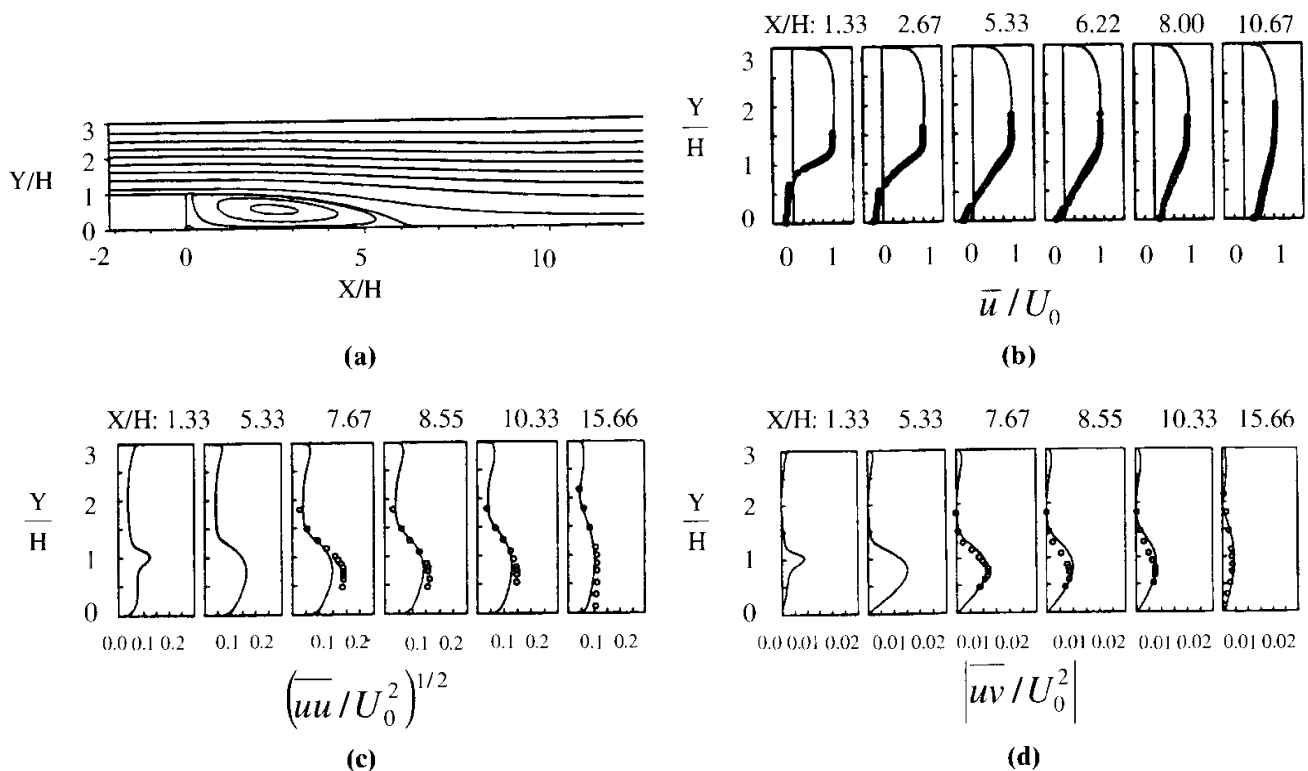 3
2
Y/H
1
0
-2 0 5 10
X/H
(a)
X/H: 1.33 2.67 5.33 6.22 8.00 10.67
3
Y
2
H
1
0
0 1 0 1 0 1 0 1 0 1 0 1
u̅ / U₀
(b)
X/H: 1.33 5.33 7.67 8.55 10.33 15.66
3
Y
2
H
1
0
0.0 0.1 0.2 0.1 0.2 0.1 0.2 0.1 0.2 0.1 0.2 0.1 0.2
(u̅u̅ / U₀²)^1/2
(c)
X/H: 1.33 5.33 7.67 8.55 10.33 15.66
3
Y
2
H
1
0
0.0 0.01 0.02 0.01 0.02 0.01 0.02 0.01 0.02 0.01 0.02 0.01 0.02
|u̅v̅ / U₀²|
(d)